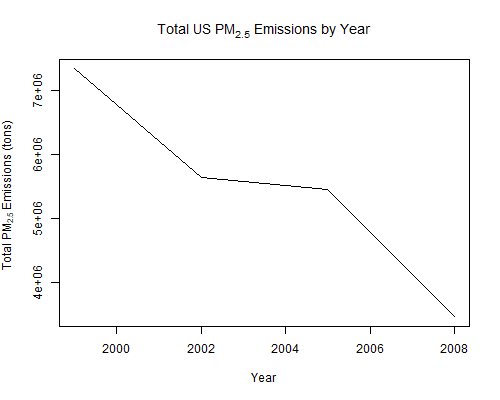 Total US PM2.5 Emissions by Year
Total PM2.5 Emissions (tons)
7e+06
6e+06
5e+06
4e+06
2000 2002 2004 2006 2008
Year